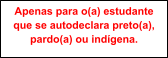 Apenas para o(a) estudante
que se autodeclara preto(a),
pardo(a) ou indígena.